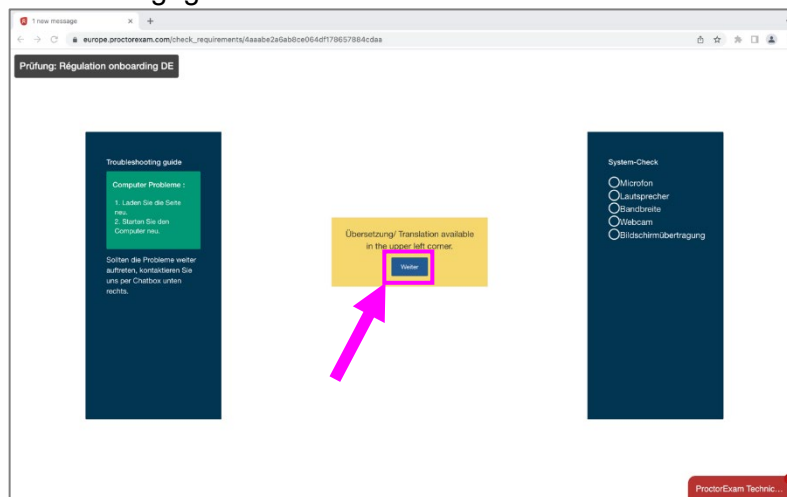 1 new message
europe.proctorexam.com/check_requirements/4aaabe2a6ab8ce064df178657884cdaa
Prüfung: Régulation onboarding DE
Troubleshooting guide
Computer Probleme :
1. Laden Sie die Seite
neu.
2. Starten Sie den
Computer neu.
Sollten die Probleme weiter
auftreten, kontaktieren Sie
uns per Chatbox unten
rechts.
Übersetzung/ Translation available
in the upper left corner.
Weiter
System-Check
Microfon
Lautsprecher
Bandbreite
Webcam
Bildschirmübertragung
ProctorExam Technic...